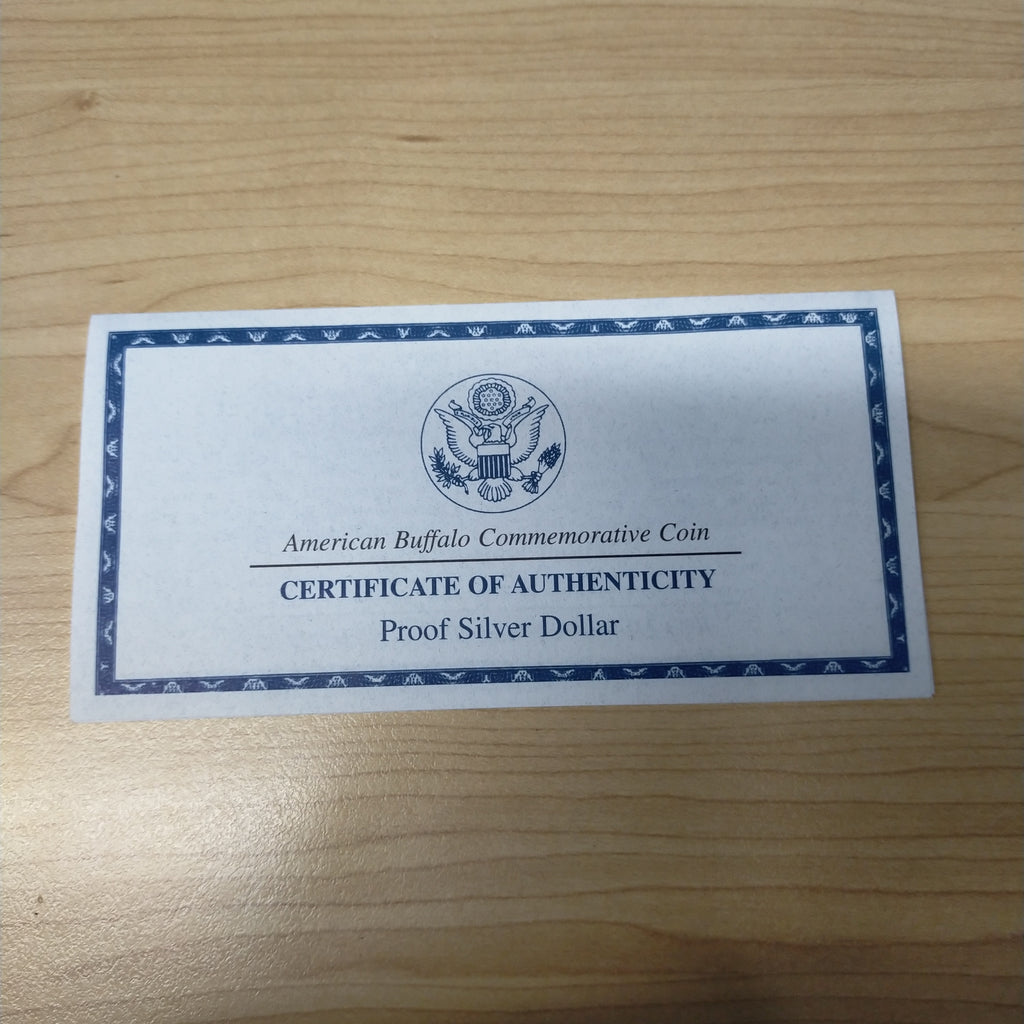 American Buffalo Commemorative Coin
CERTIFICATE OF AUTHENTICITY
Proof Silver Dollar